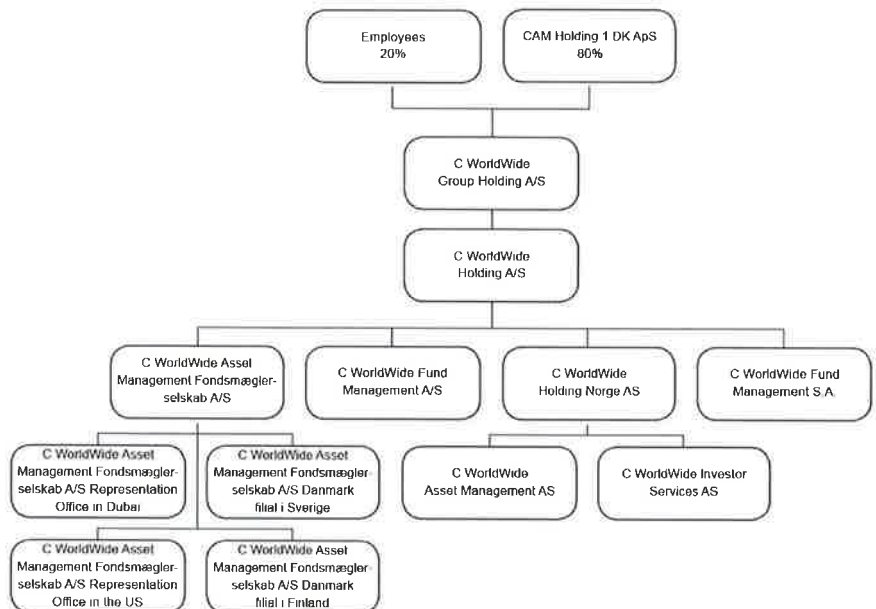 Employees
20%
CAM Holding 1 DK ApS
80%
C WorldWide
Group Holding A/S
C WorldWide
Holding A/S
C WorldWide Asset
Management Fondsmægler-
selskab A/S
C WorldWide Fund
Management A/S
C WorldWide
Holding Norge AS
C WorldWide Fund
Management S.A.
C WorldWide Asset
Management Fondsmægler-
selskab A/S Representation
Office in Dubai
C WorldWide Asset
Management Fondsmægler-
selskab A/S Danmark
filial i Sverige
C WorldWide
Asset Management AS
C WorldWide Investor
Services AS
C WorldWide Asset
Management Fondsmægler-
selskab A/S Representation
Office in the US
C WorldWide Asset
Management Fondsmægler-
selskab A/S Danmark
filial i Finland